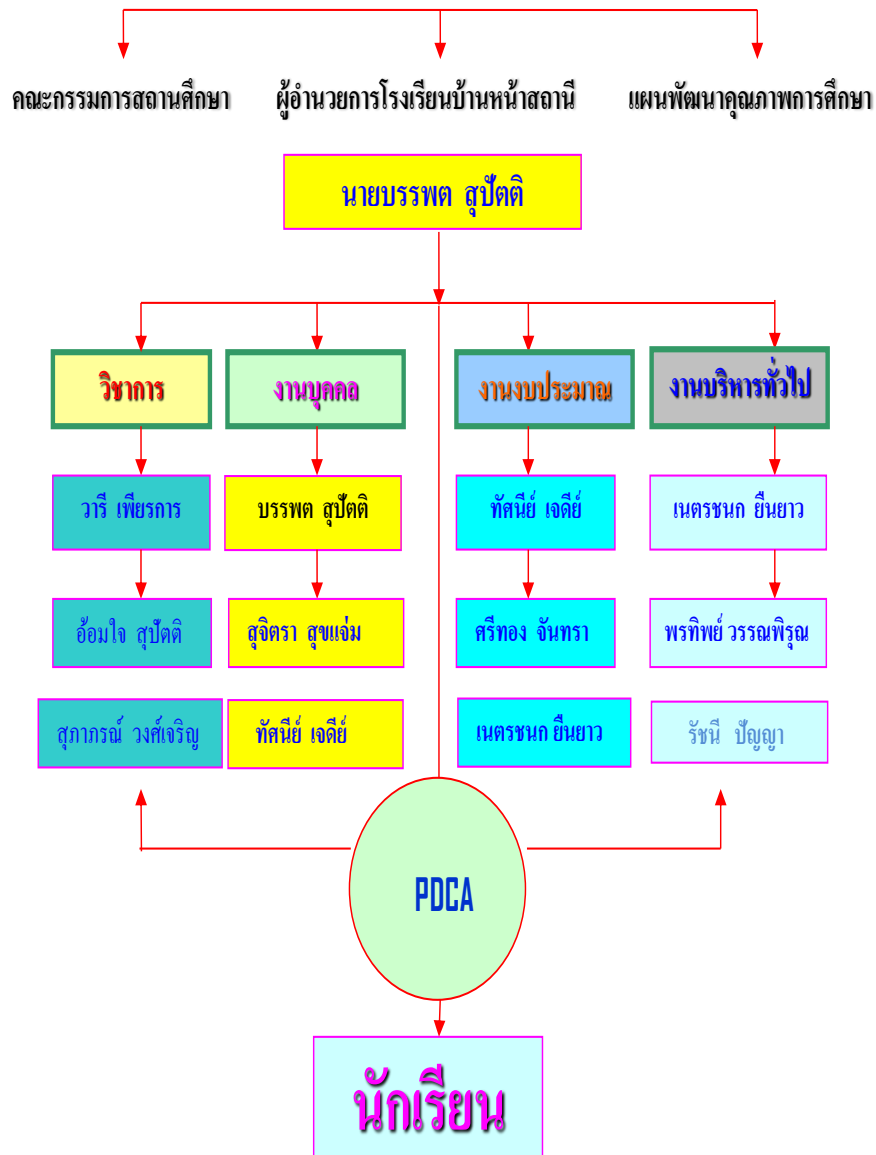 คณะกรรมการสถานศึกษา
ผู้อำนวยการโรงเรียนบ้านหน้าสถานี
แผนพัฒนาคุณภาพการศึกษา
นายบรรพต สุปัตติ
วิชาการ
งานบุคคล
งานงบประมาณ
งานบริหารทั่วไป
วารี เพียรการ
บรรพต สุปัตติ
ทัศนีย์ เจดีย์
เนตรชนก ยืนยาว
อ้อมใจ สุปัตติ
สุจิตรา สุขแจ่ม
ศรีทอง จันทรา
พรทิพย์ วรรณพิรุณ
สุภาภรณ์ วงศ์เจริญ
ทัศนีย์ เจดีย์
เนตรชนก ยืนยาว
รัชนี ปัญญา
PDCA
นักเรียน